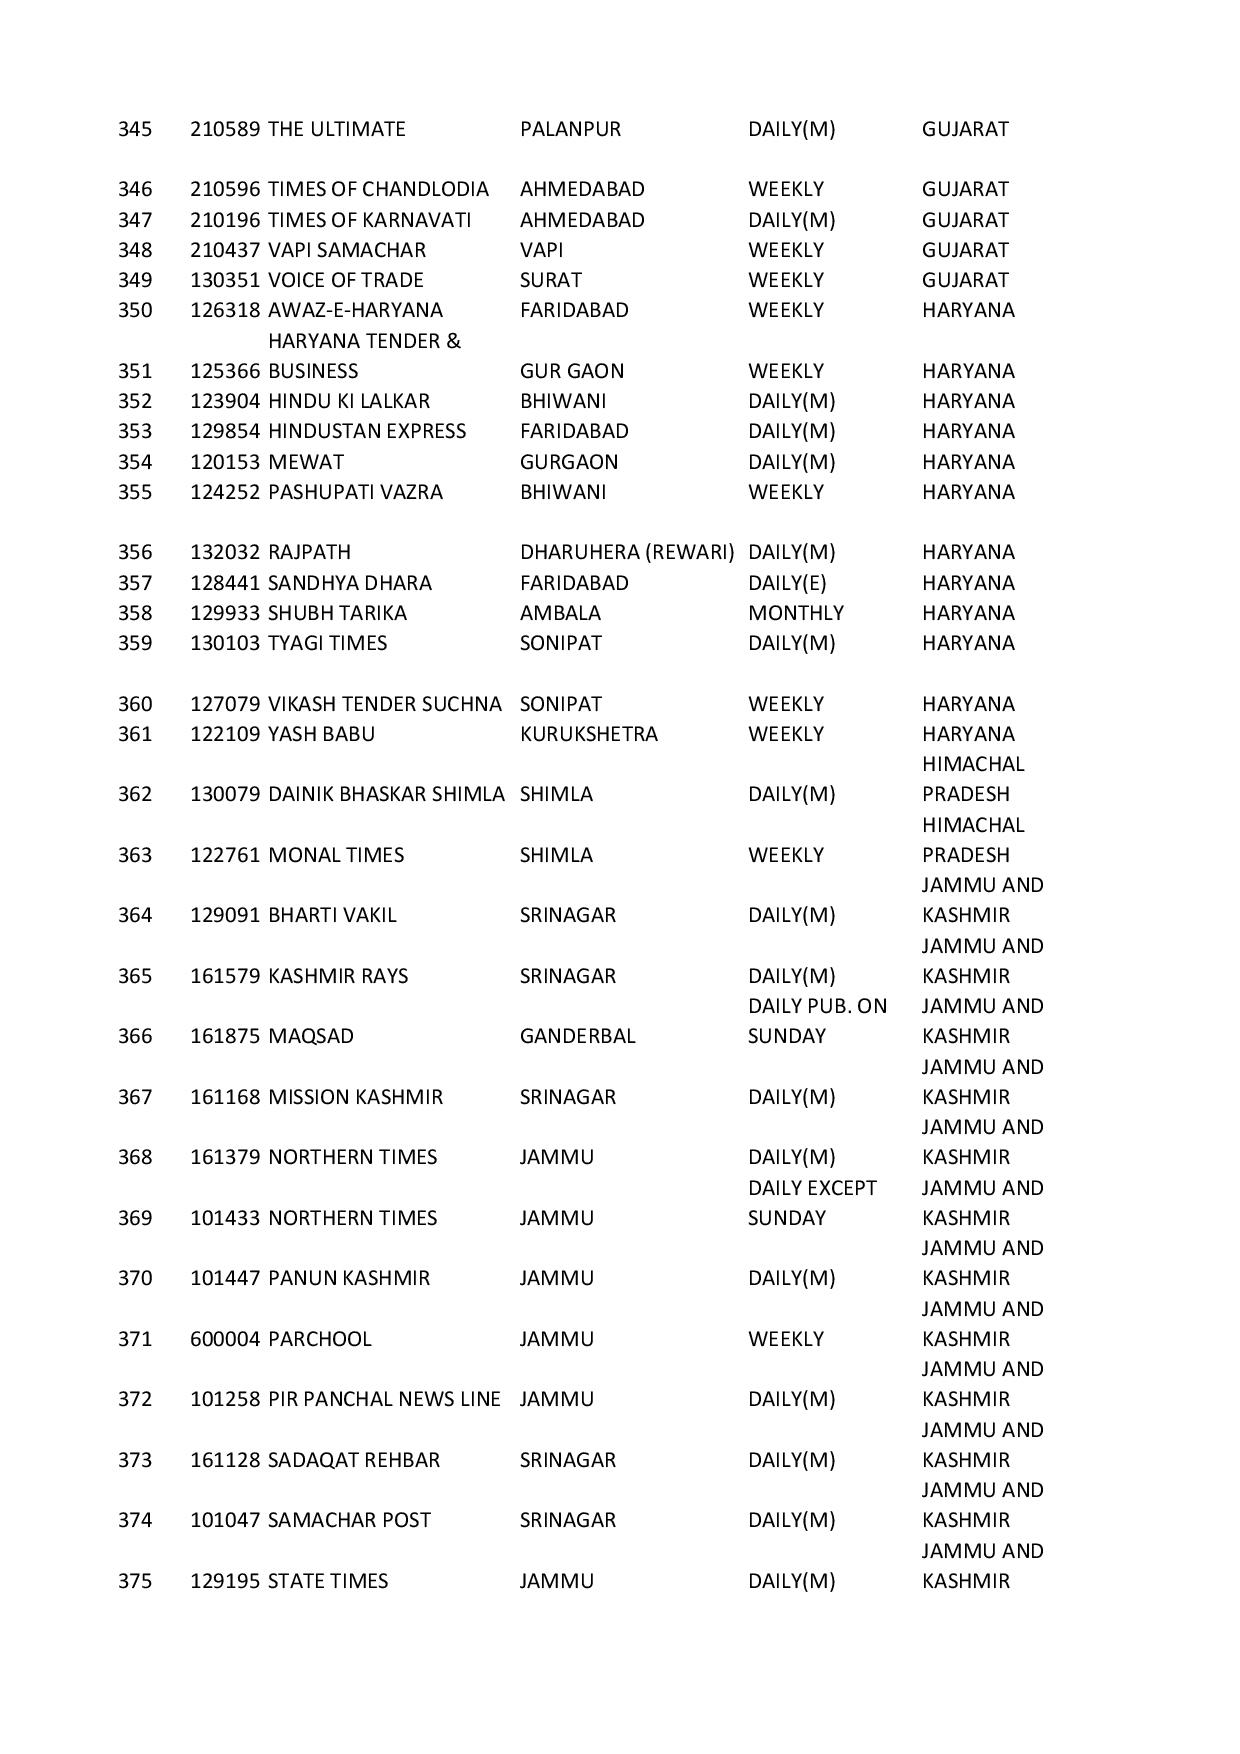 345 210589 THE ULTIMATE PALANPUR DAILY(M) GUJARAT
346 210596 TIMES OF CHANDLODIA AHMEDABAD WEEKLY GUJARAT
347 210196 TIMES OF KARNAVATI AHMEDABAD DAILY(M) GUJARAT
348 210437 VAPI SAMACHAR VAPI WEEKLY GUJARAT
349 130351 VOICE OF TRADE SURAT WEEKLY GUJARAT
350 126318 AWAZ-E-HARYANA FARIDABAD WEEKLY HARYANA
HARYANA TENDER &
351 125366 BUSINESS GUR GAON WEEKLY HARYANA
352 123904 HINDU KI LALKAR BHIWANI DAILY(M) HARYANA
353 129854 HINDUSTAN EXPRESS FARIDABAD DAILY(M) HARYANA
354 120153 MEWAT GURGAON DAILY(M) HARYANA
355 124252 PASHUPATI VAZRA BHIWANI WEEKLY HARYANA
356 132032 RAJPATH DHARUHERA (REWARI) DAILY(M) HARYANA
357 128441 SANDHYA DHARA FARIDABAD DAILY(E) HARYANA
358 129933 SHUBH TARIKA AMBALA MONTHLY HARYANA
359 130103 TYAGI TIMES SONIPAT DAILY(M) HARYANA
360 127079 VIKASH TENDER SUCHNA SONIPAT WEEKLY HARYANA
361 122109 YASH BABU KURUKSHETRA WEEKLY HARYANA
HIMACHAL
362 130079 DAINIK BHASKAR SHIMLA SHIMLA DAILY(M) PRADESH
HIMACHAL
363 122761 MONAL TIMES SHIMLA WEEKLY PRADESH
JAMMU AND
364 129091 BHARTI VAKIL SRINAGAR DAILY(M) KASHMIR
JAMMU AND
365 161579 KASHMIR RAYS SRINAGAR DAILY(M) KASHMIR
DAILY PUB. ON JAMMU AND
366 161875 MAQSAD GANDERBAL SUNDAY KASHMIR
JAMMU AND
367 161168 MISSION KASHMIR SRINAGAR DAILY(M) KASHMIR
JAMMU AND
368 161379 NORTHERN TIMES JAMMU DAILY(M) KASHMIR
DAILY EXCEPT JAMMU AND
369 101433 NORTHERN TIMES JAMMU SUNDAY KASHMIR
JAMMU AND
370 101447 PANUN KASHMIR JAMMU DAILY(M) KASHMIR
JAMMU AND
371 600004 PARCHOOL JAMMU WEEKLY KASHMIR
JAMMU AND
372 101258 PIR PANCHAL NEWS LINE JAMMU DAILY(M) KASHMIR
JAMMU AND
373 161128 SADAQAT REHBAR SRINAGAR DAILY(M) KASHMIR
JAMMU AND
374 101047 SAMACHAR POST SRINAGAR DAILY(M) KASHMIR
JAMMU AND
375 129195 STATE TIMES JAMMU DAILY(M) KASHMIR